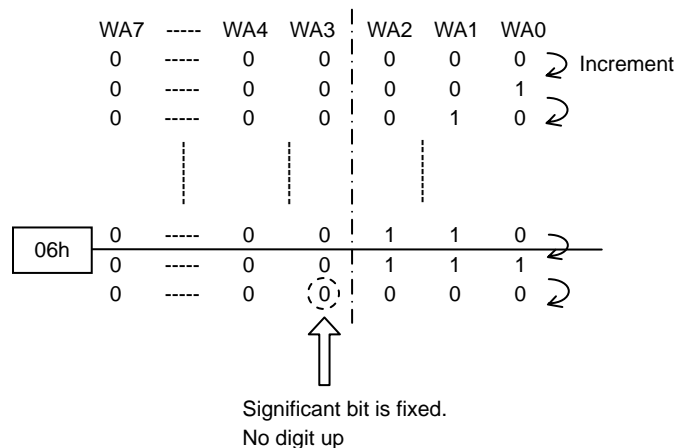 WA7 ----- WA4 WA3 WA2 WA1 WA0
0 ----- 0 0 0 0 0 Increment
0 ----- 0 0 0 0 1
0 ----- 0 0 0 1 0
0 ----- 0 0 1 1 0
06h
0 ----- 0 0 1 1 1
0 ----- 0 0 0 0 0
Significant bit is fixed.
No digit up